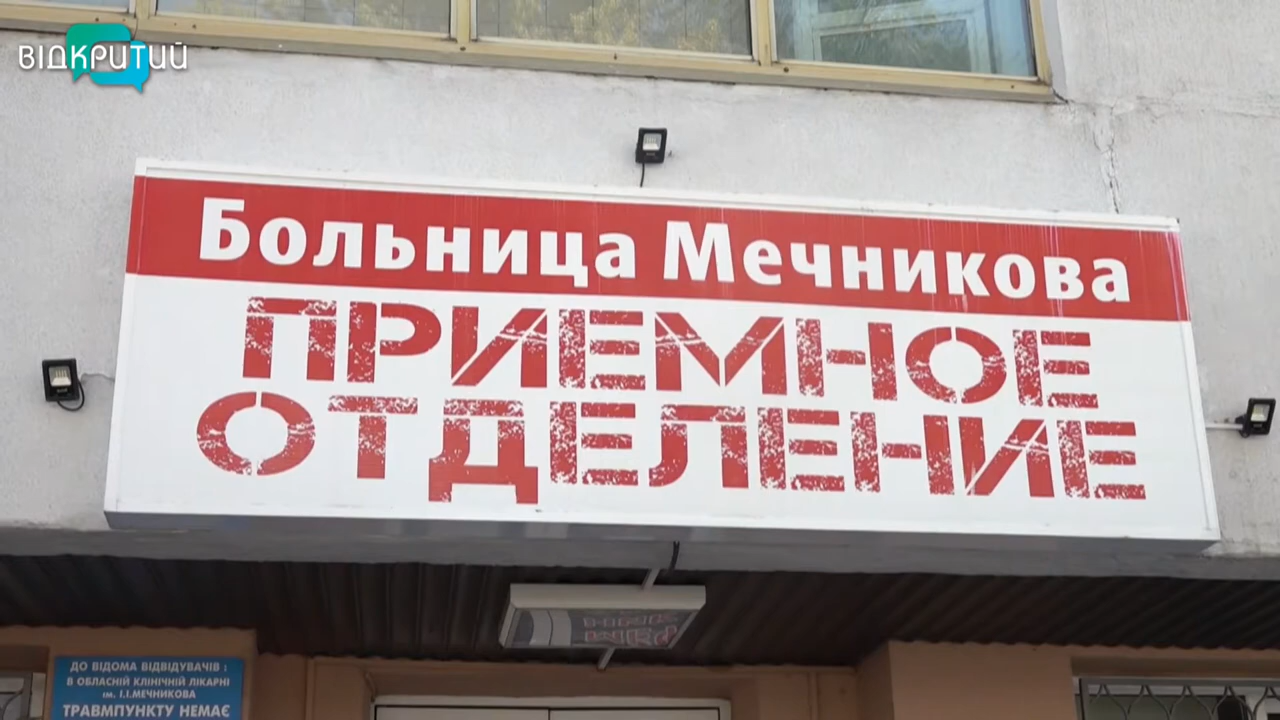 ВІДКРИТИЙ
Больница Мечникова
ПРИЕМНОЕ
ОТДЕЛЕНИЕ
ДО ВІДОМА ВІДВІДУВАЧІВ :
В ОБЛАСНІЙ КЛІНІЧНІЙ ЛІКАРНІ
ім. І.І.МЕЧНИКОВА
ТРАВМПУНКТУ НЕМАЄ